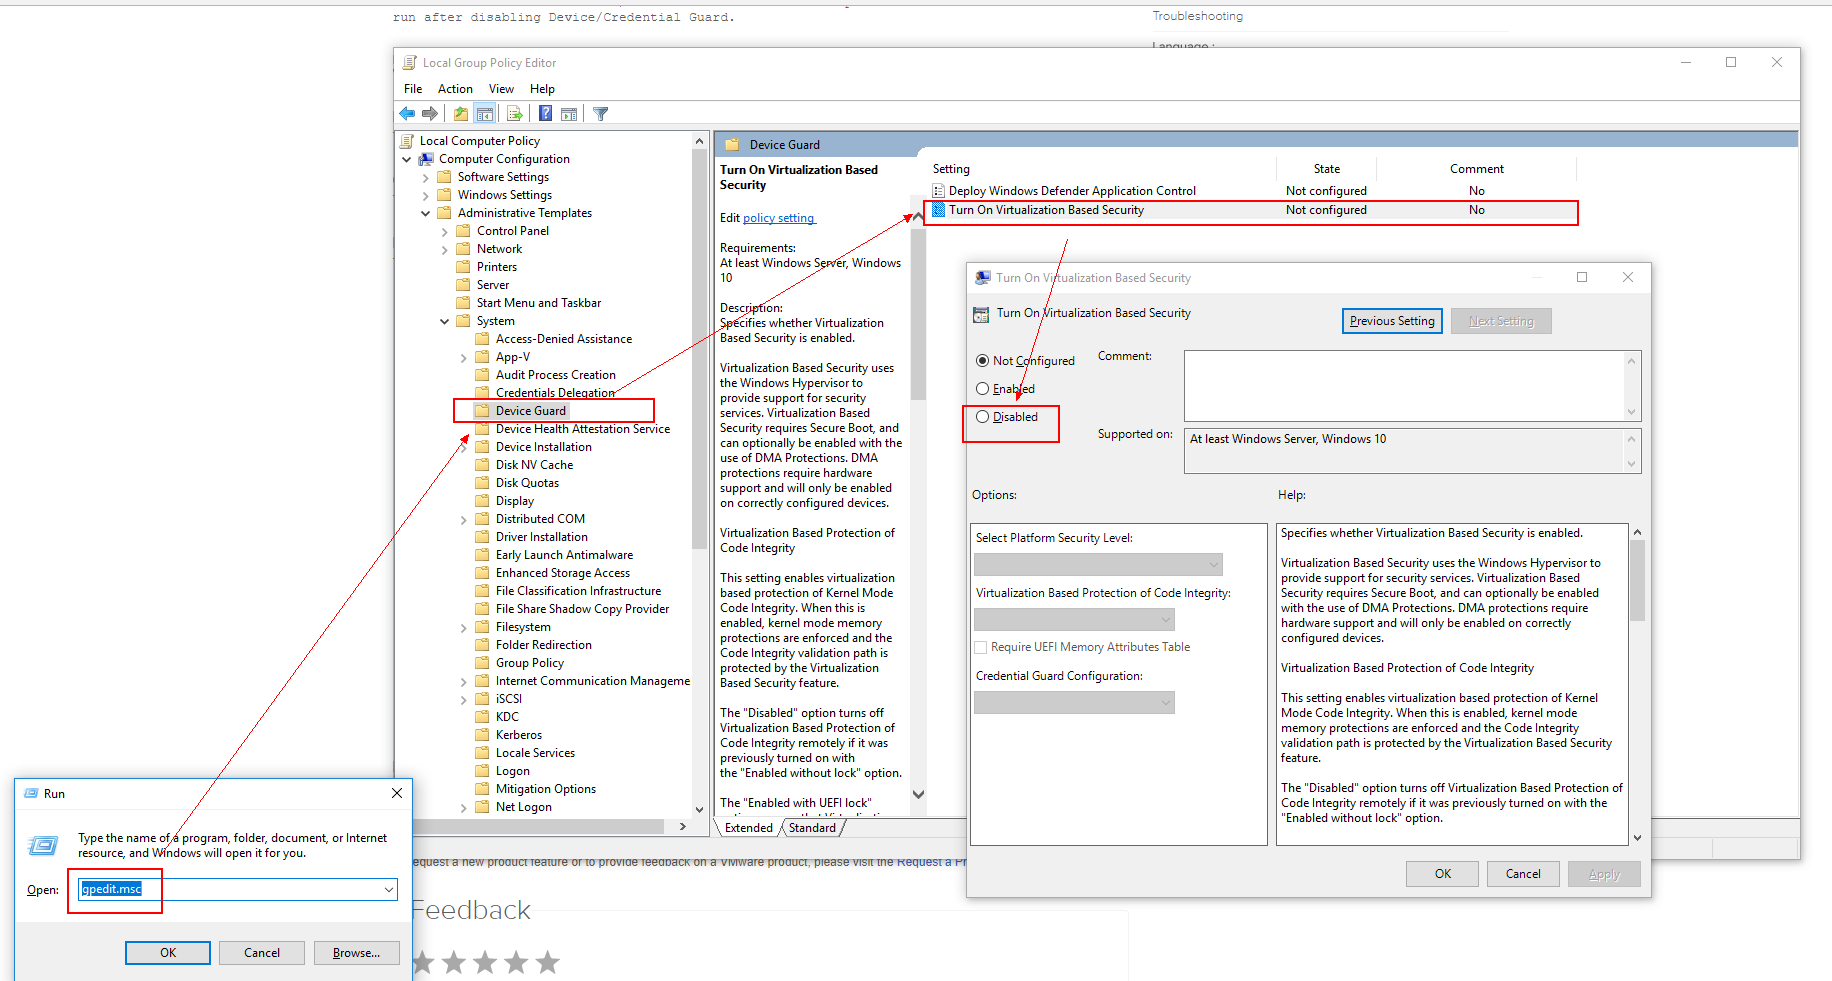 run after disabling Device/Credential Guard.
Troubleshooting
Language :
Local Group Policy Editor
File Action View Help
Local Computer Policy
Computer Configuration
Software Settings
Windows Settings
Administrative Templates
Control Panel
Network
Printers
Server
Start Menu and Taskbar
System
Access-Denied Assistance
App-V
Audit Process Creation
Credentials Delegation
Device Guard
Device Health Attestation Service
Device Installation
Disk NV Cache
Disk Quotas
Display
Distributed COM
Driver Installation
Early Launch Antimalware
Enhanced Storage Access
File Classification Infrastructure
File Share Shadow Copy Provider
Filesystem
Folder Redirection
Group Policy
Internet Communication Manageme
iSCSI
KDC
Kerberos
Locale Services
Logon
Mitigation Options
Net Logon
Device Guard
Turn On Virtualization Based
Security
Edit policy setting
Requirements:
At least Windows Server, Windows
10
Description:
Specifies whether Virtualization
Based Security is enabled.
Virtualization Based Security uses
the Windows Hypervisor to
provide support for security
services. Virtualization Based
Security requires Secure Boot, and
can optionally be enabled with the
use of DMA Protections. DMA
protections require hardware
support and will only be enabled
on correctly configured devices.
Virtualization Based Protection of
Code Integrity
This setting enables virtualization
based protection of Kernel Mode
Code Integrity. When this is
enabled, kernel mode memory
protections are enforced and the
Code Integrity validation path is
protected by the Virtualization
Based Security feature.
The "Disabled" option turns off
Virtualization Based Protection of
Code Integrity remotely if it was
previously turned on with
the "Enabled without lock" option.
The "Enabled with UEFI lock"
Extended Standard
Setting State Comment
Deploy Windows Defender Application Control Not configured No
Turn On Virtualization Based Security Not configured No
Turn On Virtualization Based Security
Turn On Virtualization Based Security
Previous Setting Next Setting
Not Configured
Enabled
Disabled
Comment:
Supported on:
At least Windows Server, Windows 10
Options:
Help:
Select Platform Security Level:
Virtualization Based Protection of Code Integrity:
Require UEFI Memory Attributes Table
Credential Guard Configuration:
Specifies whether Virtualization Based Security is enabled.
Virtualization Based Security uses the Windows Hypervisor to
provide support for security services. Virtualization Based
Security requires Secure Boot, and can optionally be enabled
with the use of DMA Protections. DMA protections require
hardware support and will only be enabled on correctly
configured devices.
Virtualization Based Protection of Code Integrity
This setting enables virtualization based protection of Kernel
Mode Code Integrity. When this is enabled, kernel mode
memory protections are enforced and the Code Integrity
validation path is protected by the Virtualization Based Security
feature.
The "Disabled" option turns off Virtualization Based Protection of
Code Integrity remotely if it was previously turned on with the
"Enabled without lock" option.
OK Cancel Apply
Run
Type the name of a program, folder, document, or Internet
resource, and Windows will open it for you.
Open: gpedit.msc
OK Cancel Browse...
equest a new product feature or to provide feedback on a VMware product, please visit the Request a Pr
Feedback